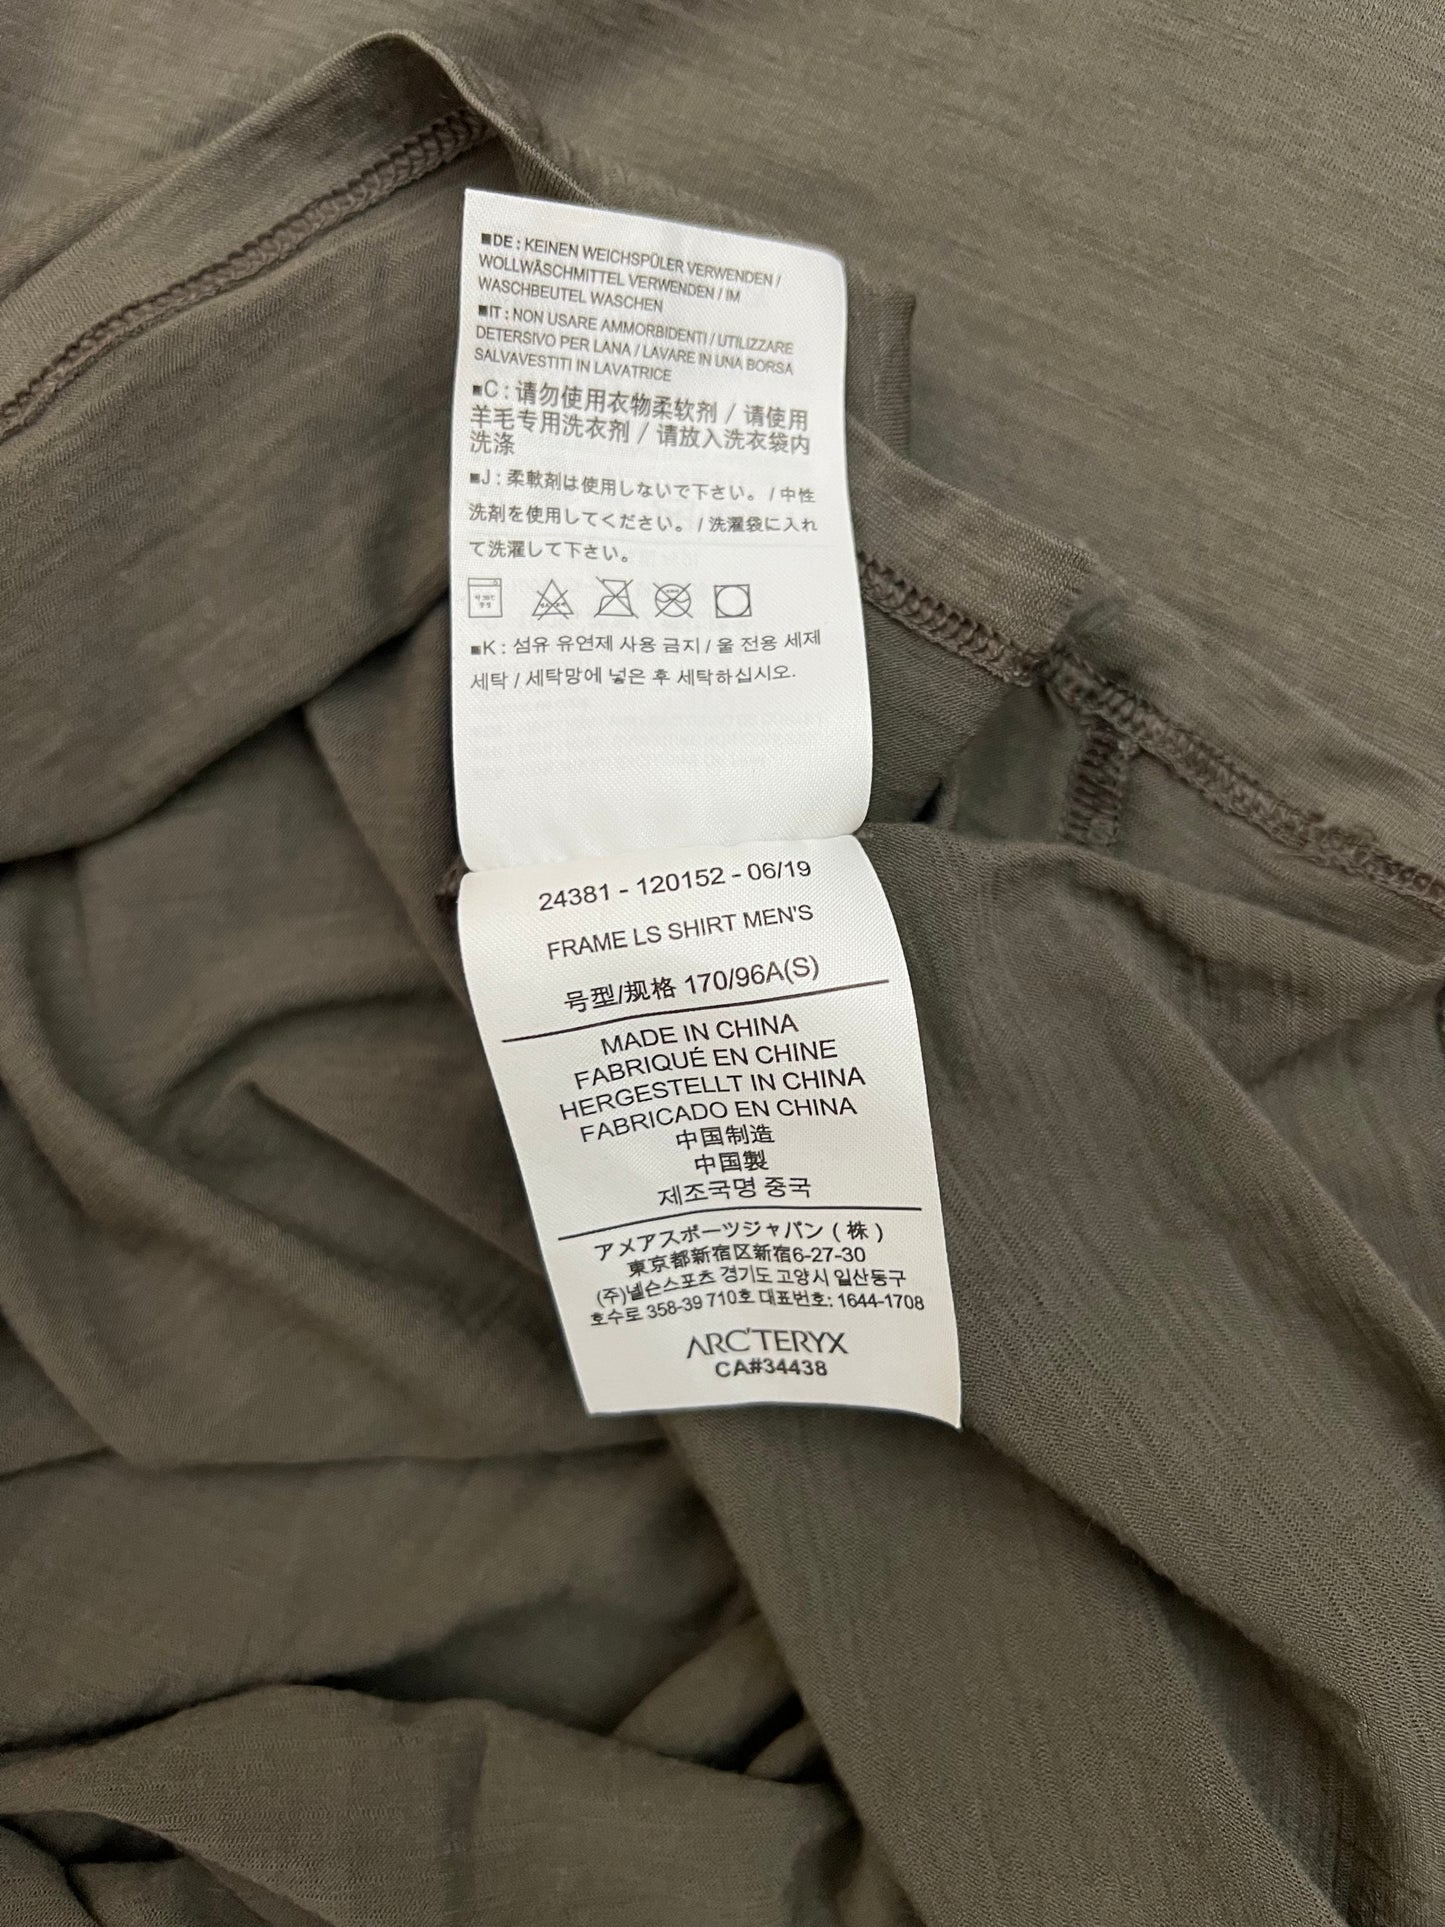 ■DE : KEINEN WEICHSPÜLER VERWENDEN /
WOLLWÄSCHMITTEL VERWENDEN / IM
WASCHBEUTEL WASCHEN
■IT : NON USARE AMMORBIDENTI / UTILIZZARE
DETERSIVO PER LANA / LAVARE IN UNA BORSA
SALVAVESTITI IN LAVATRICE
■C : 请勿使用衣物柔软剂 / 请使用
羊毛专用洗衣剂 / 请放入洗衣袋内
洗涤
■J : 柔軟剤は使用しないで下さい。 / 中性
洗剤を使用してください。 / 洗濯袋に入れ
て洗濯して下さい。
■K : 섬유 유연제 사용 금지 / 울 전용 세제
세탁 / 세탁망에 넣은 후 세탁하십시오.
24381 - 120152 - 06/19
FRAME LS SHIRT MEN'S
号型/规格 170/96A(S)
MADE IN CHINA
FABRIQUÉ EN CHINE
HERGESTELLT IN CHINA
FABRICADO EN CHINA
中国制造
中国製
제조국명 중국
アメアスポーツジャパン ( 株 )
東京都新宿区新宿6-27-30
(주)넬슨스포츠 경기도 고양시 일산동구
호수로 358-39 710호 대표번호: 1644-1708
ARC'TERYX
CA#34438